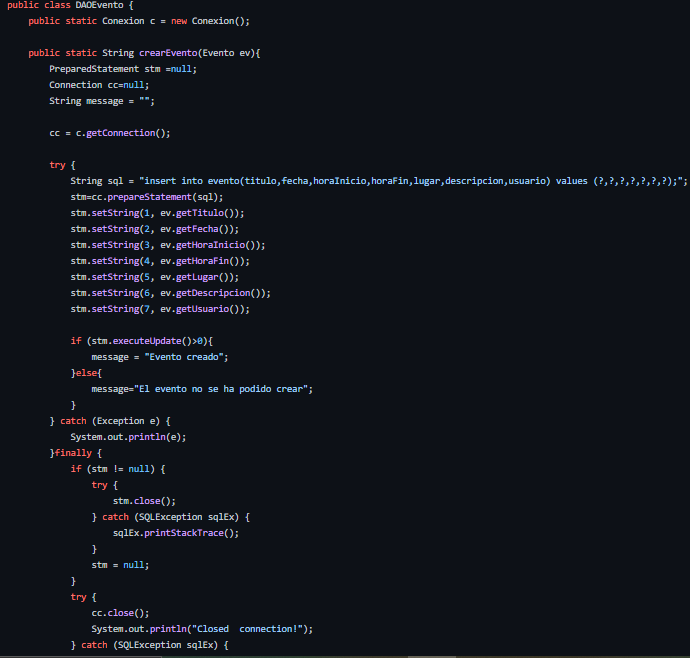 public class DAOEvento {
public static Conexion c = new Conexion();
public static String crearEvento(Evento ev){
PreparedStatement stm =null;
Connection cc=null;
String message = "";
cc = c.getConnection();
try {
String sql = "insert into evento(titulo,fecha,horaInicio,horaFin,lugar,descripcion,usuario) values (?,?,?,?,?,?,?);";
stm=cc.prepareStatement(sql);
stm.setString(1, ev.getTitulo());
stm.setString(2, ev.getFecha());
stm.setString(3, ev.getHoraInicio());
stm.setString(4, ev.getHoraFin());
stm.setString(5, ev.getLugar());
stm.setString(6, ev.getDescripcion());
stm.setString(7, ev.getUsuario());
if (stm.executeUpdate()>0){
message = "Evento creado";
}else{
message="El evento no se ha podido crear";
}
} catch (Exception e) {
System.out.println(e);
}finally {
if (stm != null) {
try {
stm.close();
} catch (SQLException sqlEx) {
sqlEx.printStackTrace();
}
stm = null;
}
try {
cc.close();
System.out.println("Closed  connection!");
} catch (SQLException sqlEx) {